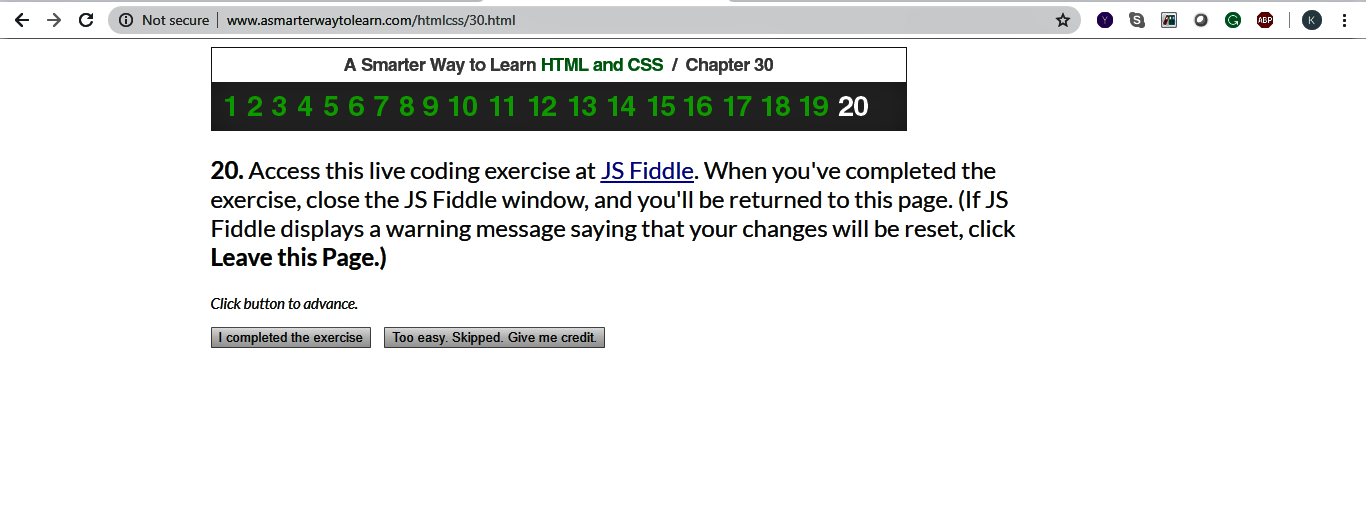 Not secure www.asmarterwaytolearn.com/htmlcss/30.html
Y S G ABP K
A Smarter Way to Learn HTML and CSS / Chapter 30
1 2 3 4 5 6 7 8 9 10 11 12 13 14 15 16 17 18 19 20
20. Access this live coding exercise at JS Fiddle. When you've completed the
exercise, close the JS Fiddle window, and you'll be returned to this page. (If JS
Fiddle displays a warning message saying that your changes will be reset, click
Leave this Page.)
Click button to advance.
I completed the exercise Too easy. Skipped. Give me credit.